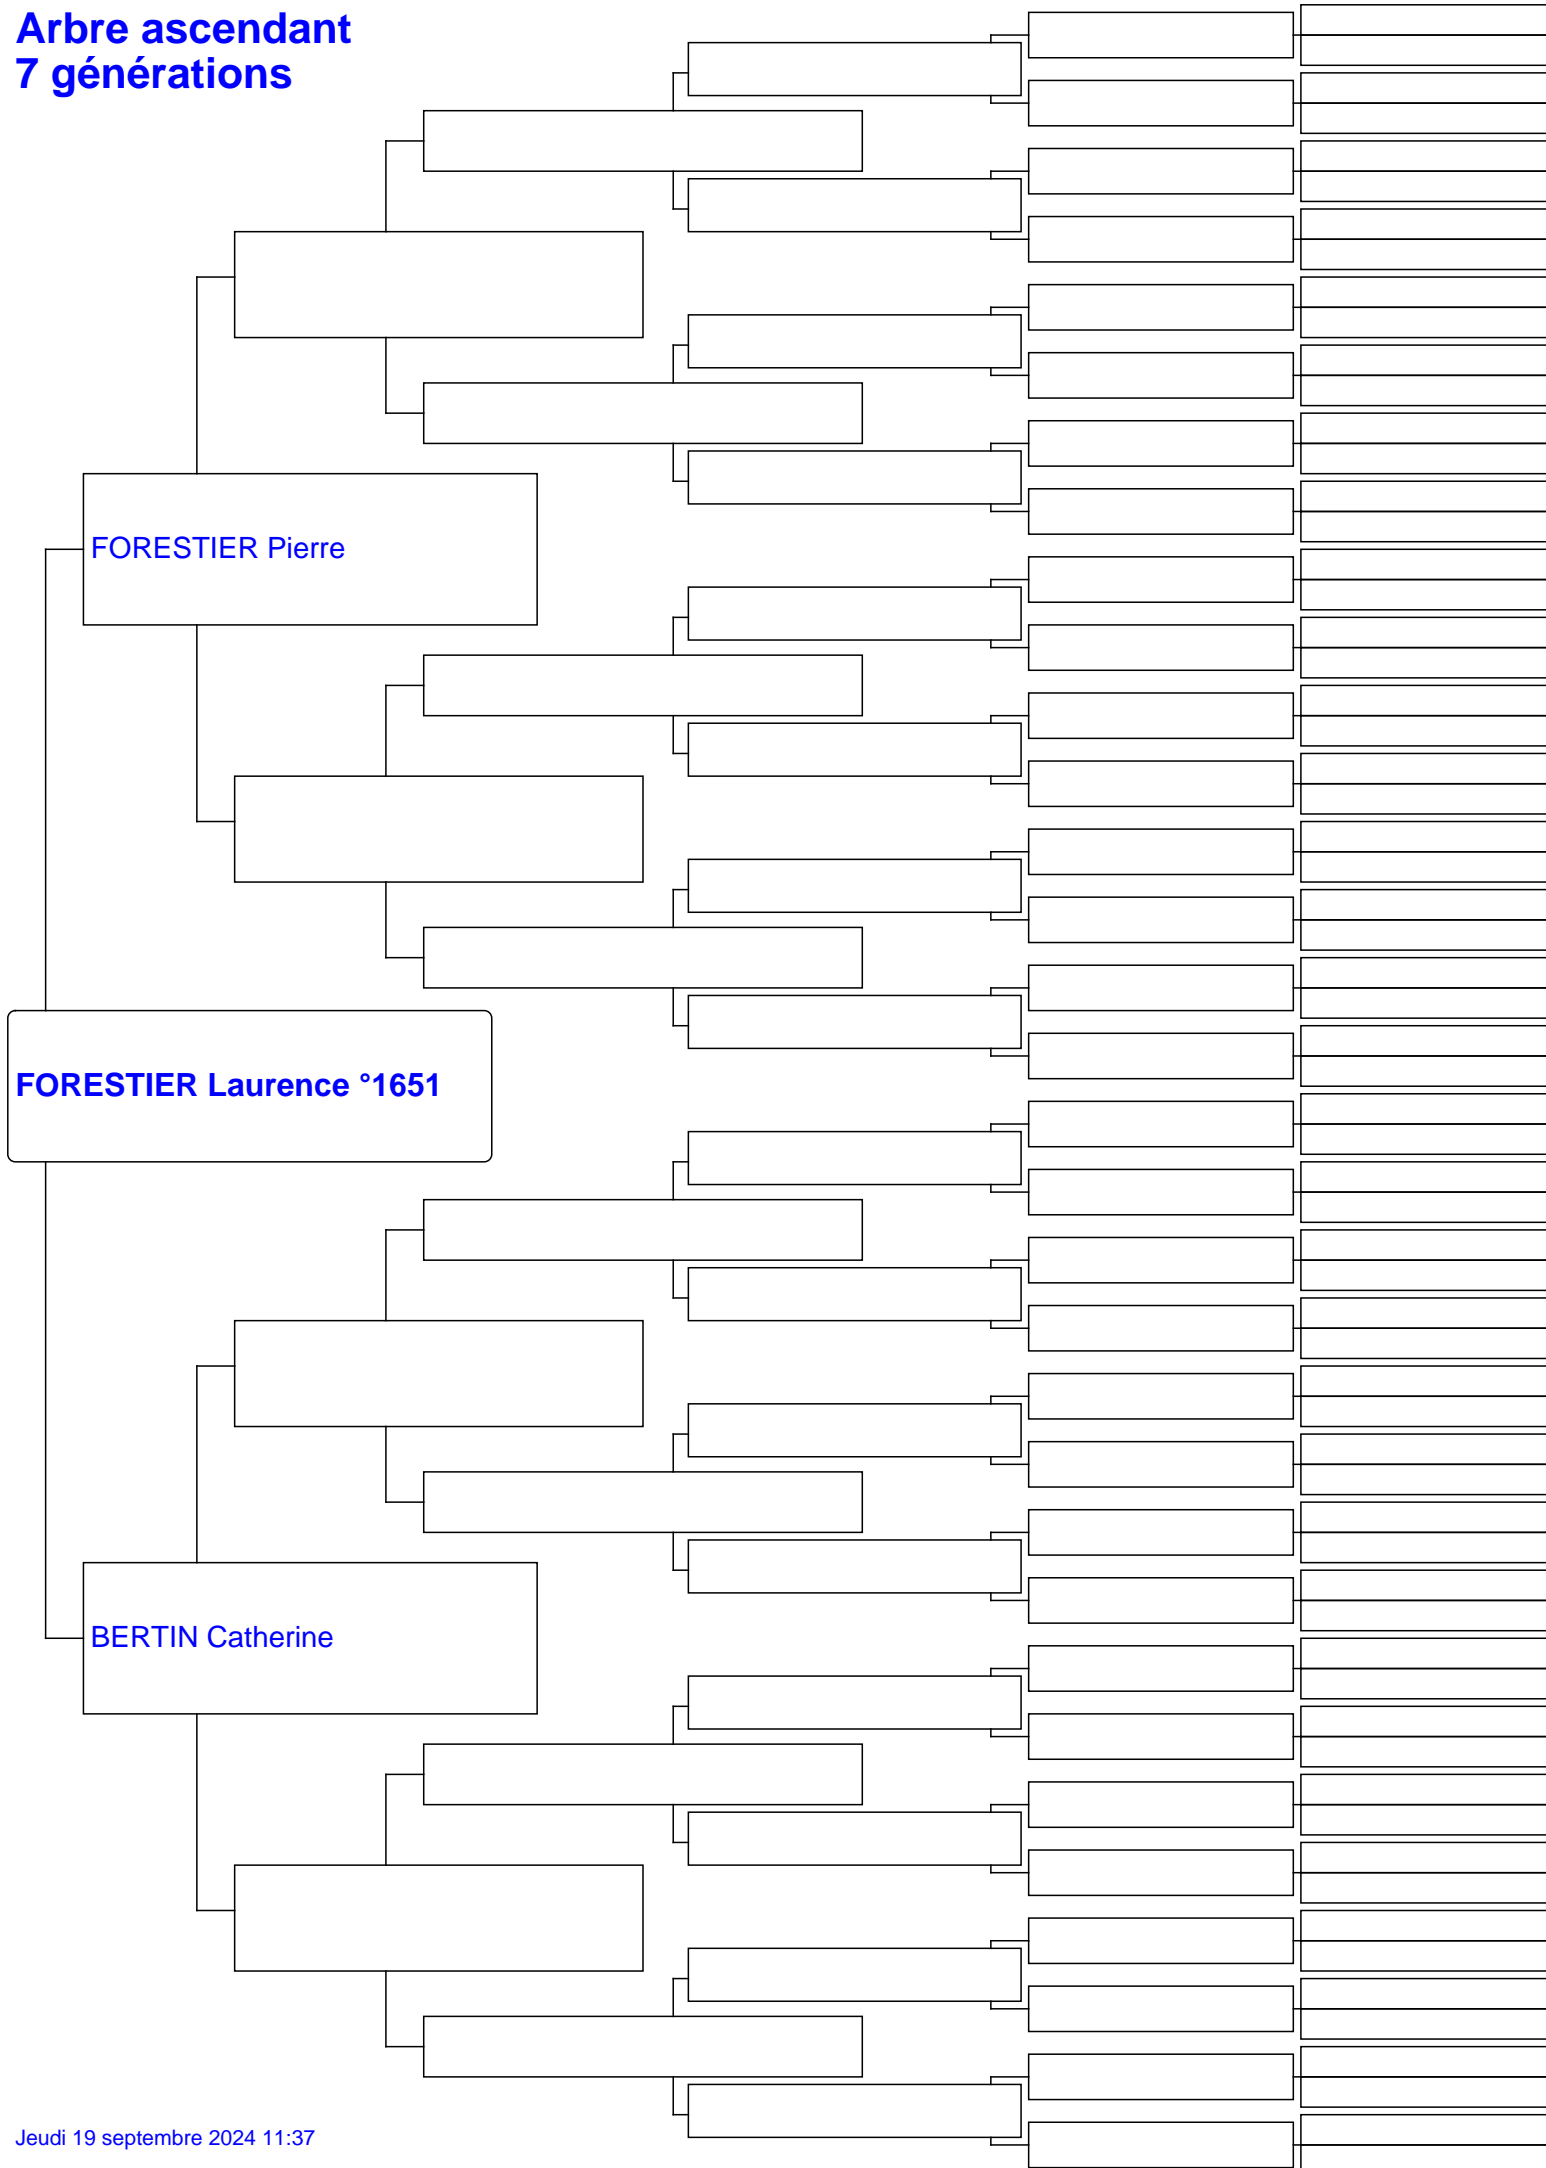 Arbre ascendant
7 générations
FORESTIER Pierre
FORESTIER Laurence °1651
BERTIN Catherine
Jeudi 19 septembre 2024 11:37